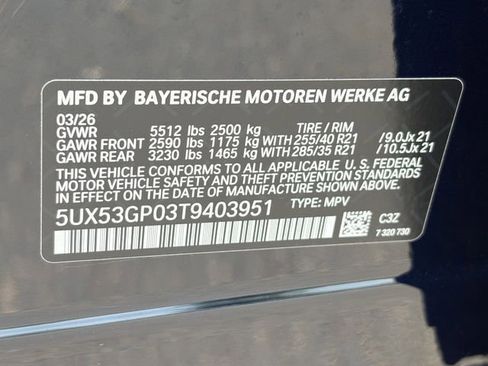 MFD BY BAYERISCHE MOTOREN WERKE AG
03/26
GVWR 5512 lbs 2500 kg TIRE / RIM
GAWR FRONT 2590 lbs 1175 kg WITH 255/40 R21 /9.0Jx21
GAWR REAR 3230 lbs 1465 kg WITH 285/35 R21 /10.5Jx21
THIS VEHICLE CONFORMS TO ALL APPLICABLE U.S. FEDERAL
MOTOR VEHICLE SAFETY AND THEFT PREVENTION STANDARDS
IN EFFECT ON THE DATE OF MANUFACTURE SHOWN ABOVE.
5UX53GP03T9403951 TYPE: MPV
C3Z
7 320 730